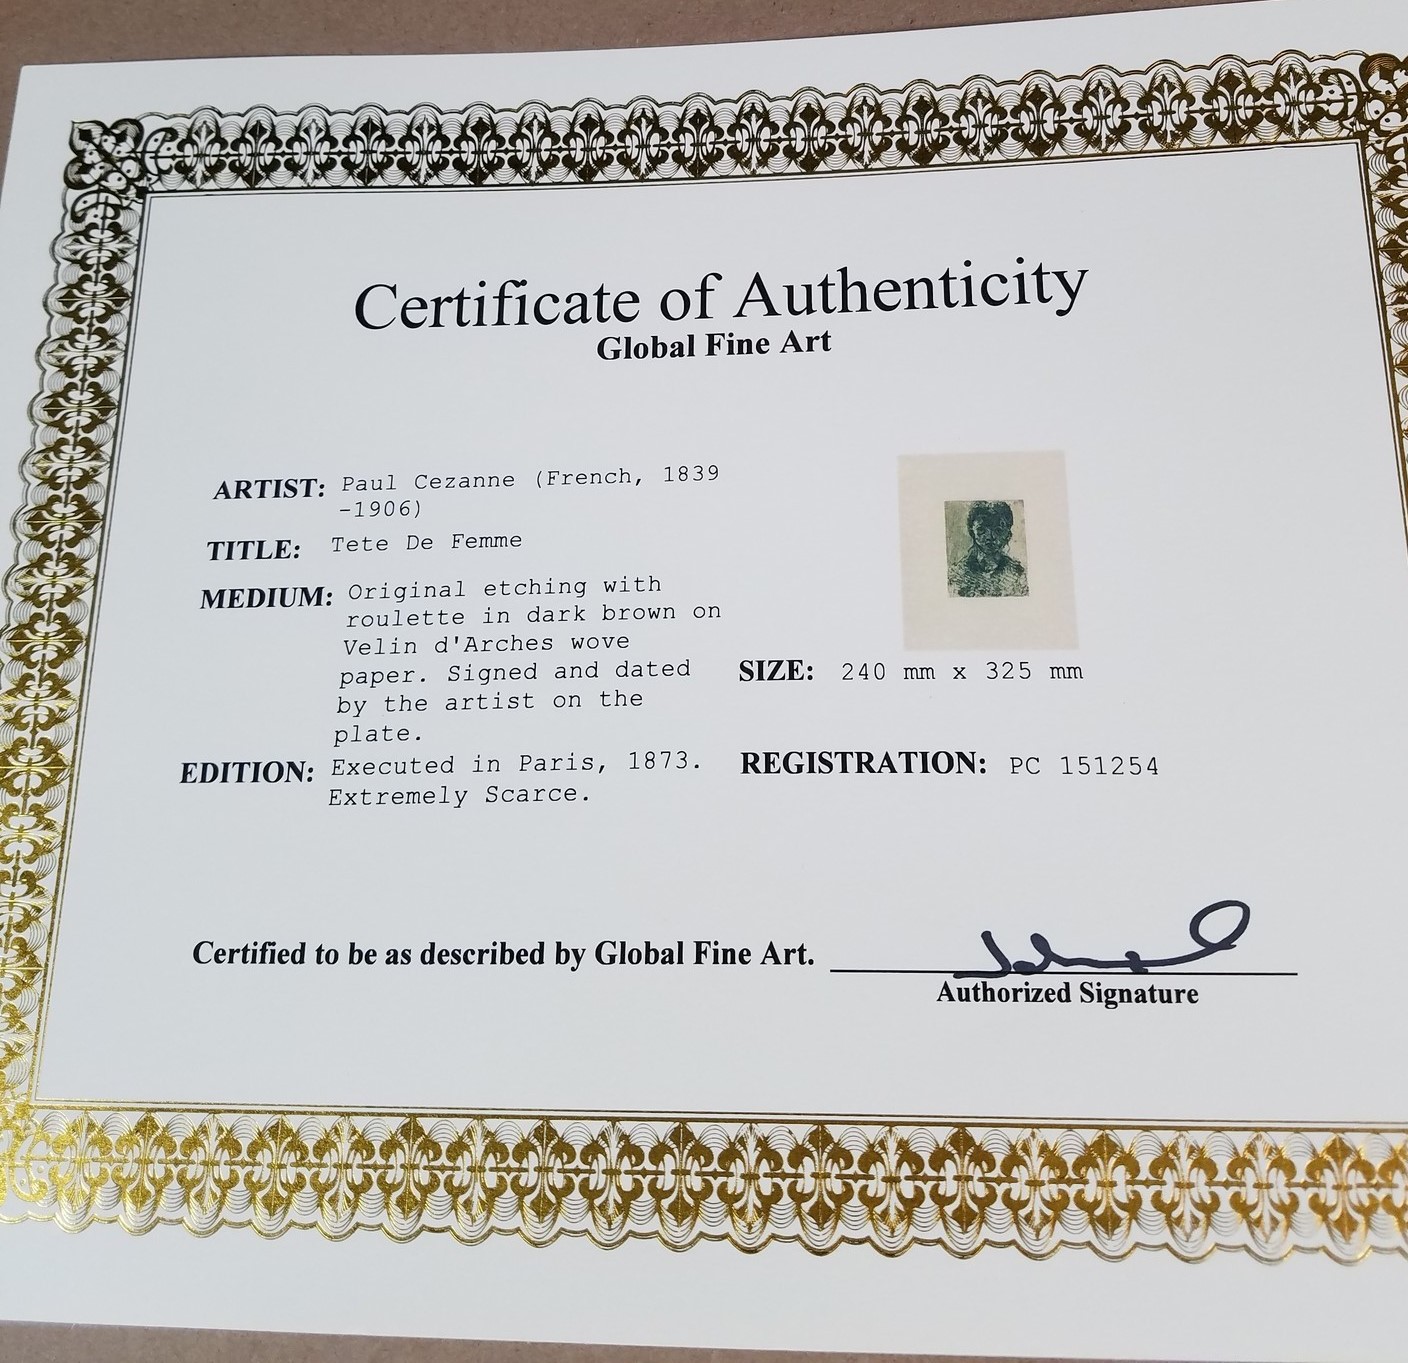 Certificate of Authenticity
Global Fine Art
ARTIST: Paul Cezanne (French, 1839
-1906)
TITLE: Tete De Femme
MEDIUM: Original etching with
roulette in dark brown on
Velin d'Arches wove
paper. Signed and dated
by the artist on the
plate.
SIZE: 240 mm x 325 mm
EDITION: Executed in Paris, 1873.
Extremely Scarce.
REGISTRATION: PC 151254
Certified to be as described by Global Fine Art.
Authorized Signature